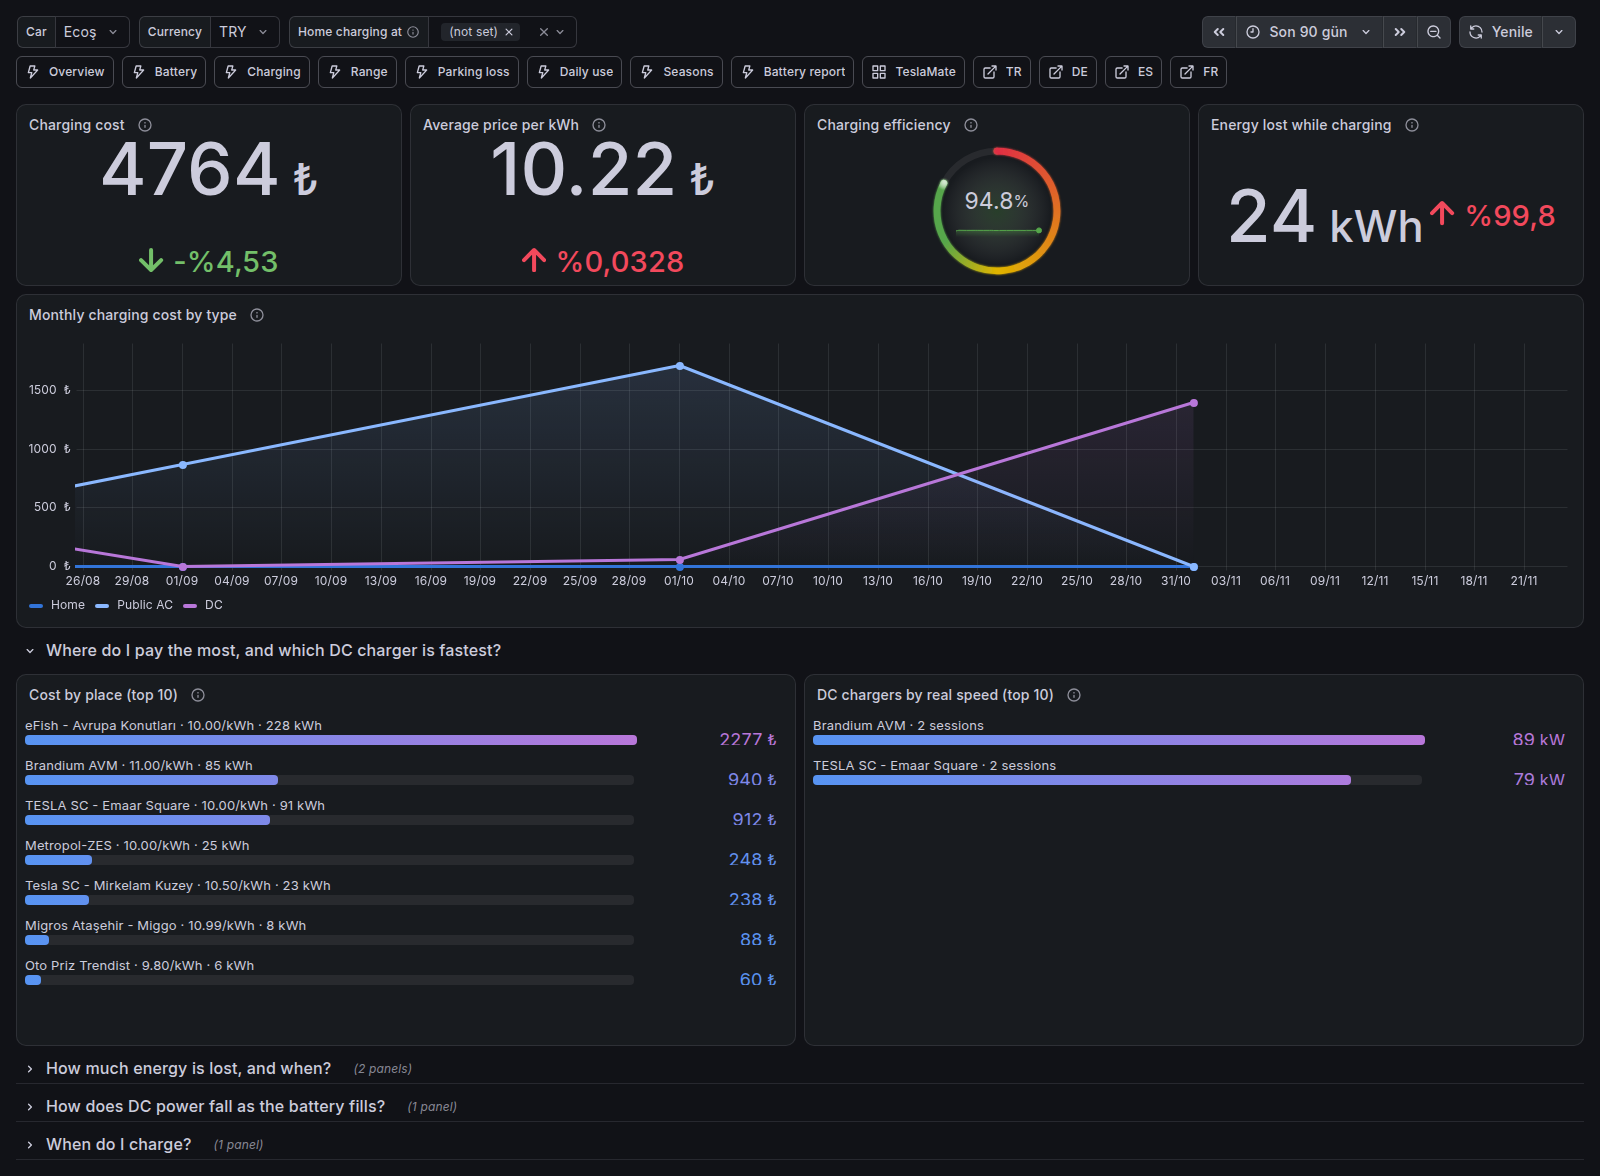 Car Ecoş Currency TRY Home charging at (not set) Son 90 gün Yenile
Overview Battery Charging Range Parking loss Daily use Seasons Battery report TeslaMate TR DE ES FR
Charging cost
4764 ₺
-%4,53
Average price per kWh
10.22 ₺
%0,0328
Charging efficiency
94.8%
Energy lost while charging
24 kWh %99,8
Monthly charging cost by type
1500 ₺
1000 ₺
500 ₺
0 ₺
26/08 29/08 01/09 04/09 07/09 10/09 13/09 16/09 19/09 22/09 25/09 28/09 01/10 04/10 07/10 10/10 13/10 16/10 19/10 22/10 25/10 28/10 31/10 03/11 06/11 09/11 12/11 15/11 18/11 21/11
Home Public AC DC
Where do I pay the most, and which DC charger is fastest?
Cost by place (top 10)
eFish - Avrupa Konutları · 10.00/kWh · 228 kWh
2277 ₺
Brandium AVM · 11.00/kWh · 85 kWh
940 ₺
TESLA SC - Emaar Square · 10.00/kWh · 91 kWh
912 ₺
Metropol-ZES · 10.00/kWh · 25 kWh
248 ₺
Tesla SC - Mirkelam Kuzey · 10.50/kWh · 23 kWh
238 ₺
Migros Ataşehir - Miggo · 10.99/kWh · 8 kWh
88 ₺
Oto Priz Trendist · 9.80/kWh · 6 kWh
60 ₺
DC chargers by real speed (top 10)
Brandium AVM · 2 sessions
89 kW
TESLA SC - Emaar Square · 2 sessions
79 kW
How much energy is lost, and when? (2 panels)
How does DC power fall as the battery fills? (1 panel)
When do I charge? (1 panel)